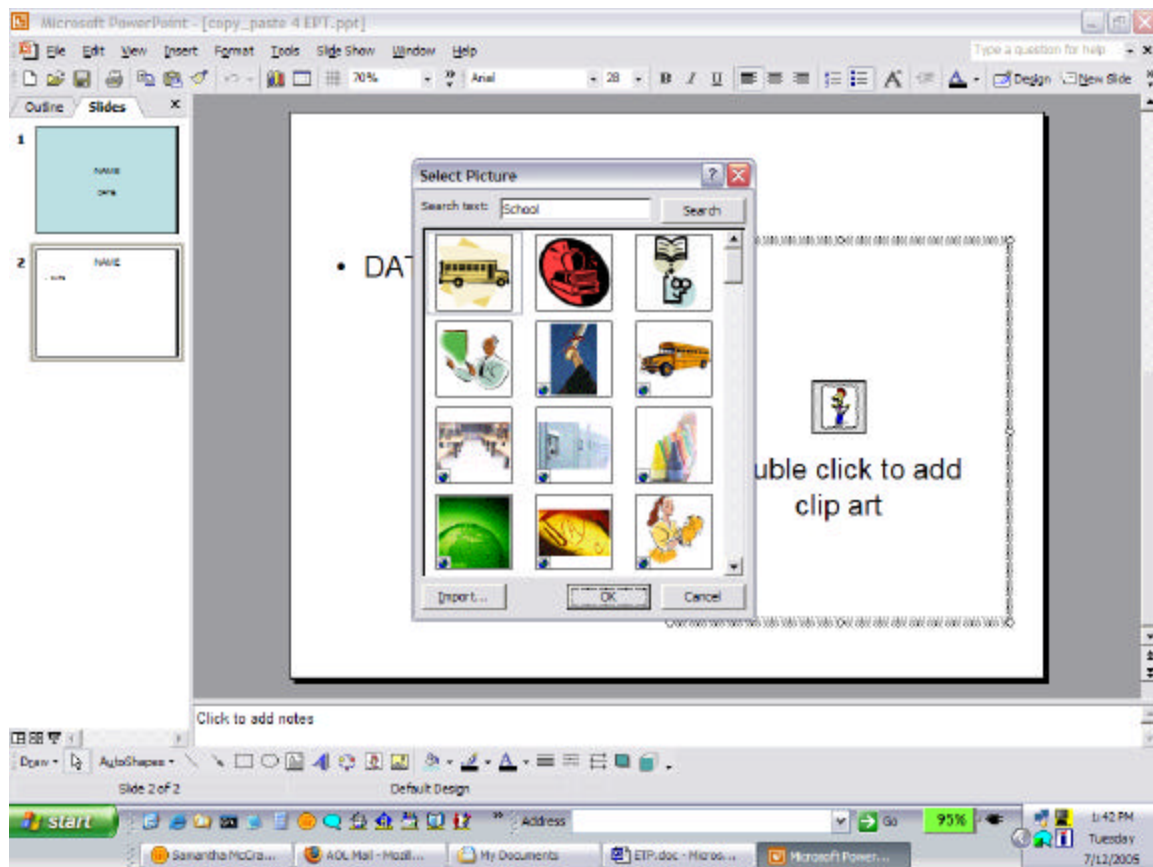 Microsoft PowerPoint - [copy_paste 4 EPT.ppt]
File Edit View Insert Format Tools Slide Show Window Help
Type a question for help
70% Arial 28 B I U A A Design New Slide
Outline Slides
1
NAME
DATE
2
NAME
DATE
Select Picture
Search text: School Search
• DAT
uble click to add
clip art
Import... OK Cancel
Click to add notes
Draw AutoShapes A
Slide 2 of 2 Default Design
start Address Go 95% 1:42 PM
Tuesday
7/12/2005
Samantha McCra... AOL Mail - Mozil... My Documents ETP.doc - Micros... Microsoft Power...